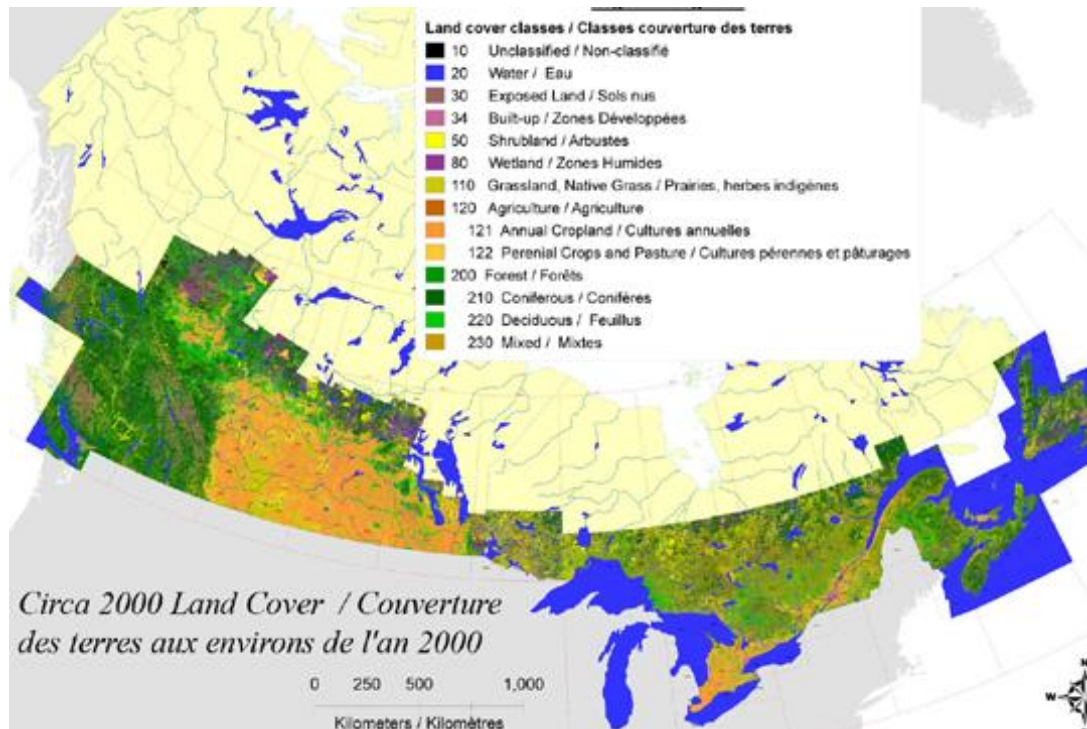 Land cover classes / Classes couverture des terres
10 Unclassified / Non-classifié
20 Water / Eau
30 Exposed Land / Sols nus
34 Built-up / Zones Développées
50 Shrubland / Arbustes
80 Wetland / Zones Humides
110 Grassland, Native Grass / Prairies, herbes indigènes
120 Agriculture / Agriculture
121 Annual Cropland / Cultures annuelles
122 Perenial Crops and Pasture / Cultures pérennes et pâturages
200 Forest / Forêts
210 Coniferous / Conifères
220 Deciduous / Feuillus
230 Mixed / Mixtes
Circa 2000 Land Cover / Couverture
des terres aux environs de l'an 2000
0 250 500 1,000
Kilometers / Kilomètres
N
W